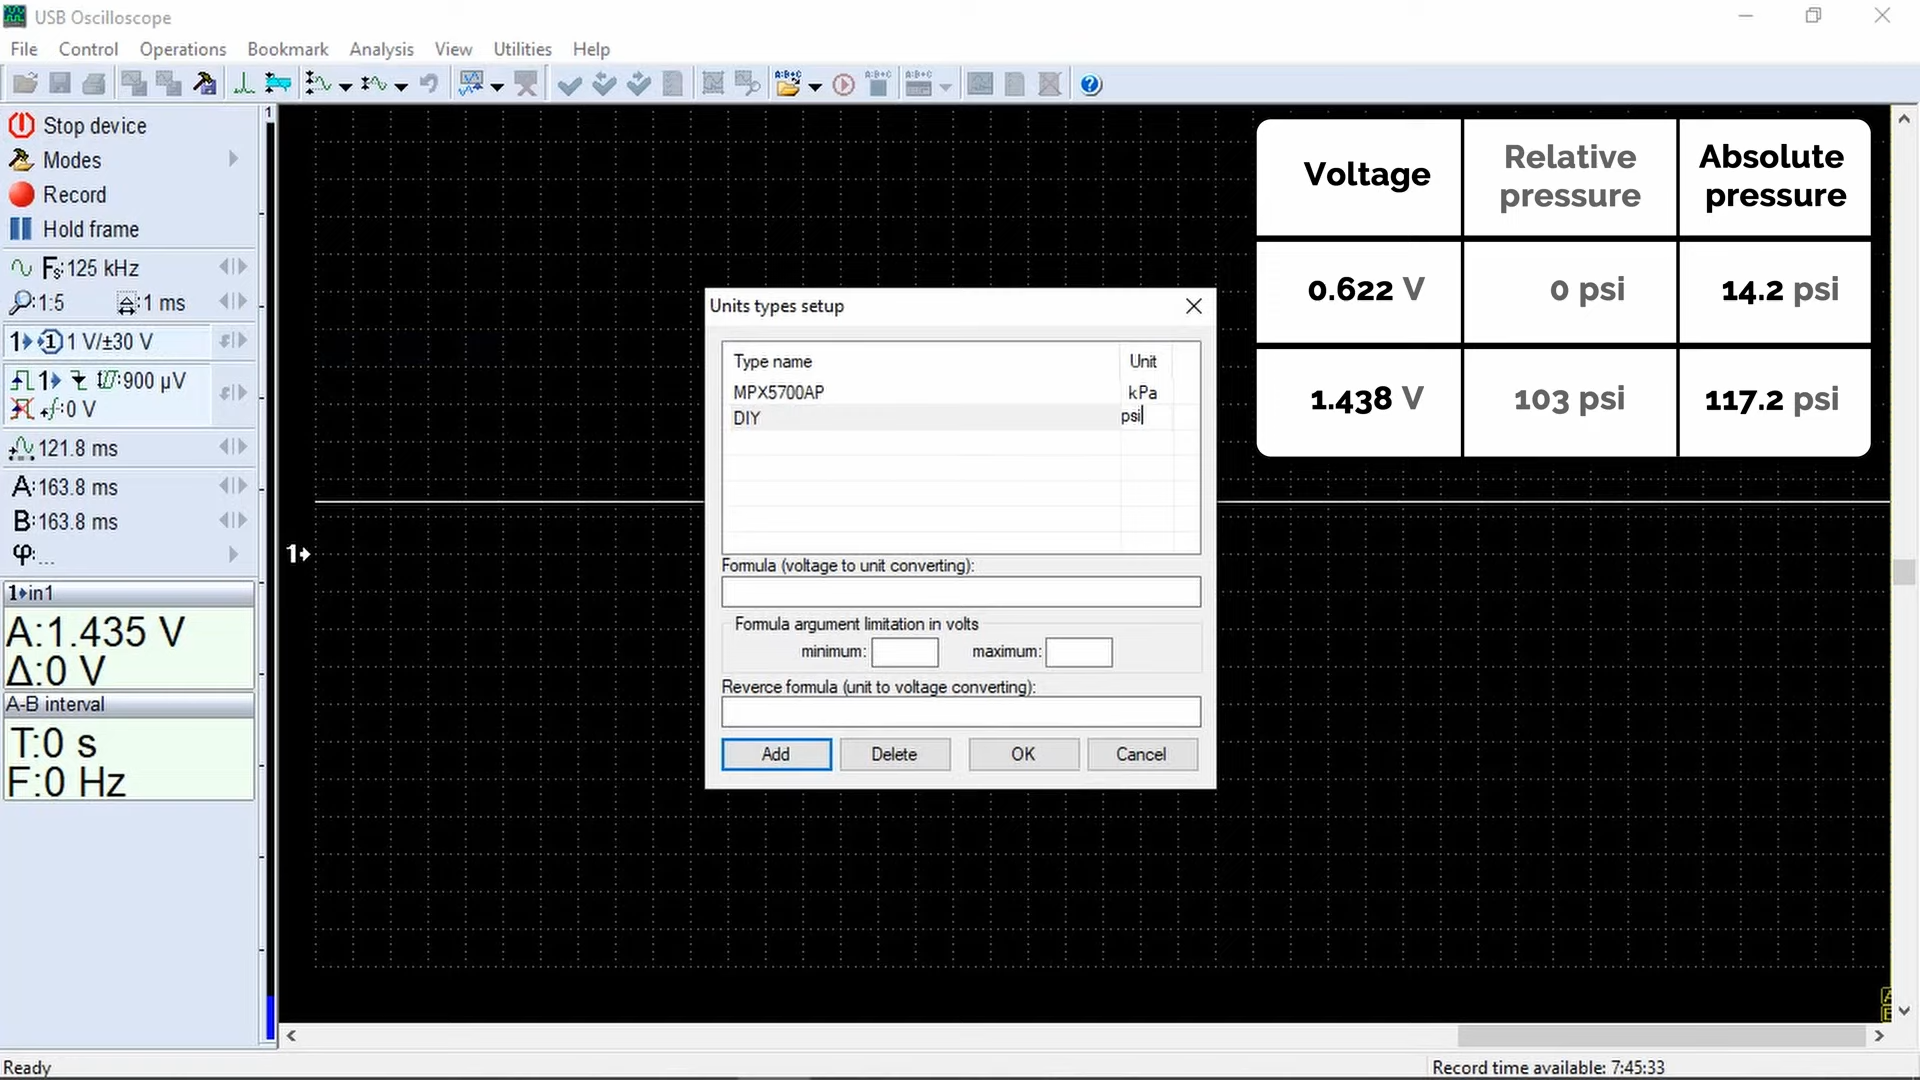 USB Oscilloscope
File Control Operations Bookmark Analysis View Utilities Help
Stop device
Modes
Record
Hold frame
Fs:125 kHz
:1:5 :1 ms
1 1 1 V/±30 V
1 :900 µV
:0 V
121.8 ms
A:163.8 ms
B:163.8 ms
φ:...
1 in1
A:1.435 V
Δ:0 V
A-B interval
T:0 s
F:0 Hz
1
1
Units types setup
Type name Unit
MPX5700AP kPa
DIY psi
Formula (voltage to unit converting):
Formula argument limitation in volts
minimum: maximum:
Reverce formula (unit to voltage converting):
Add Delete OK Cancel
Voltage Relative pressure Absolute pressure
0.622 V 0 psi 14.2 psi
1.438 V 103 psi 117.2 psi
Ready
Record time available: 7:45:33